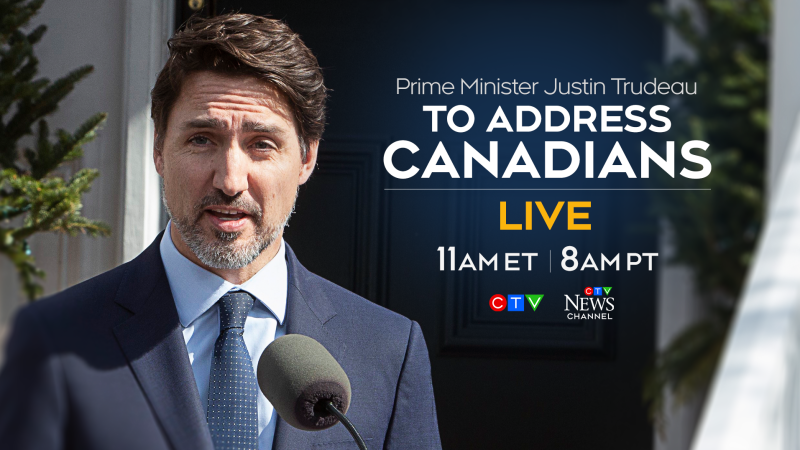 Prime Minister Justin Trudeau
TO ADDRESS
CANADIANS
LIVE
11AM ET | 8AM PT
CTV
CTV
NEWS
CHANNEL